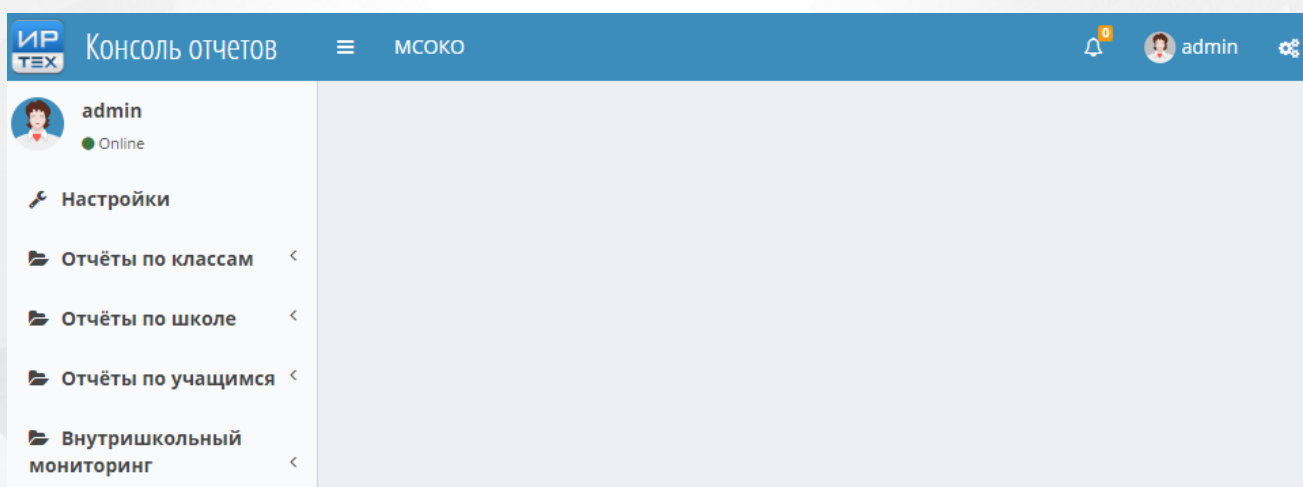 ИР
ТЕХ
Консоль отчетов
МСОКО
0
admin
admin
Online
Настройки
Отчёты по классам
Отчёты по школе
Отчёты по учащимся
Внутришкольный
мониторинг